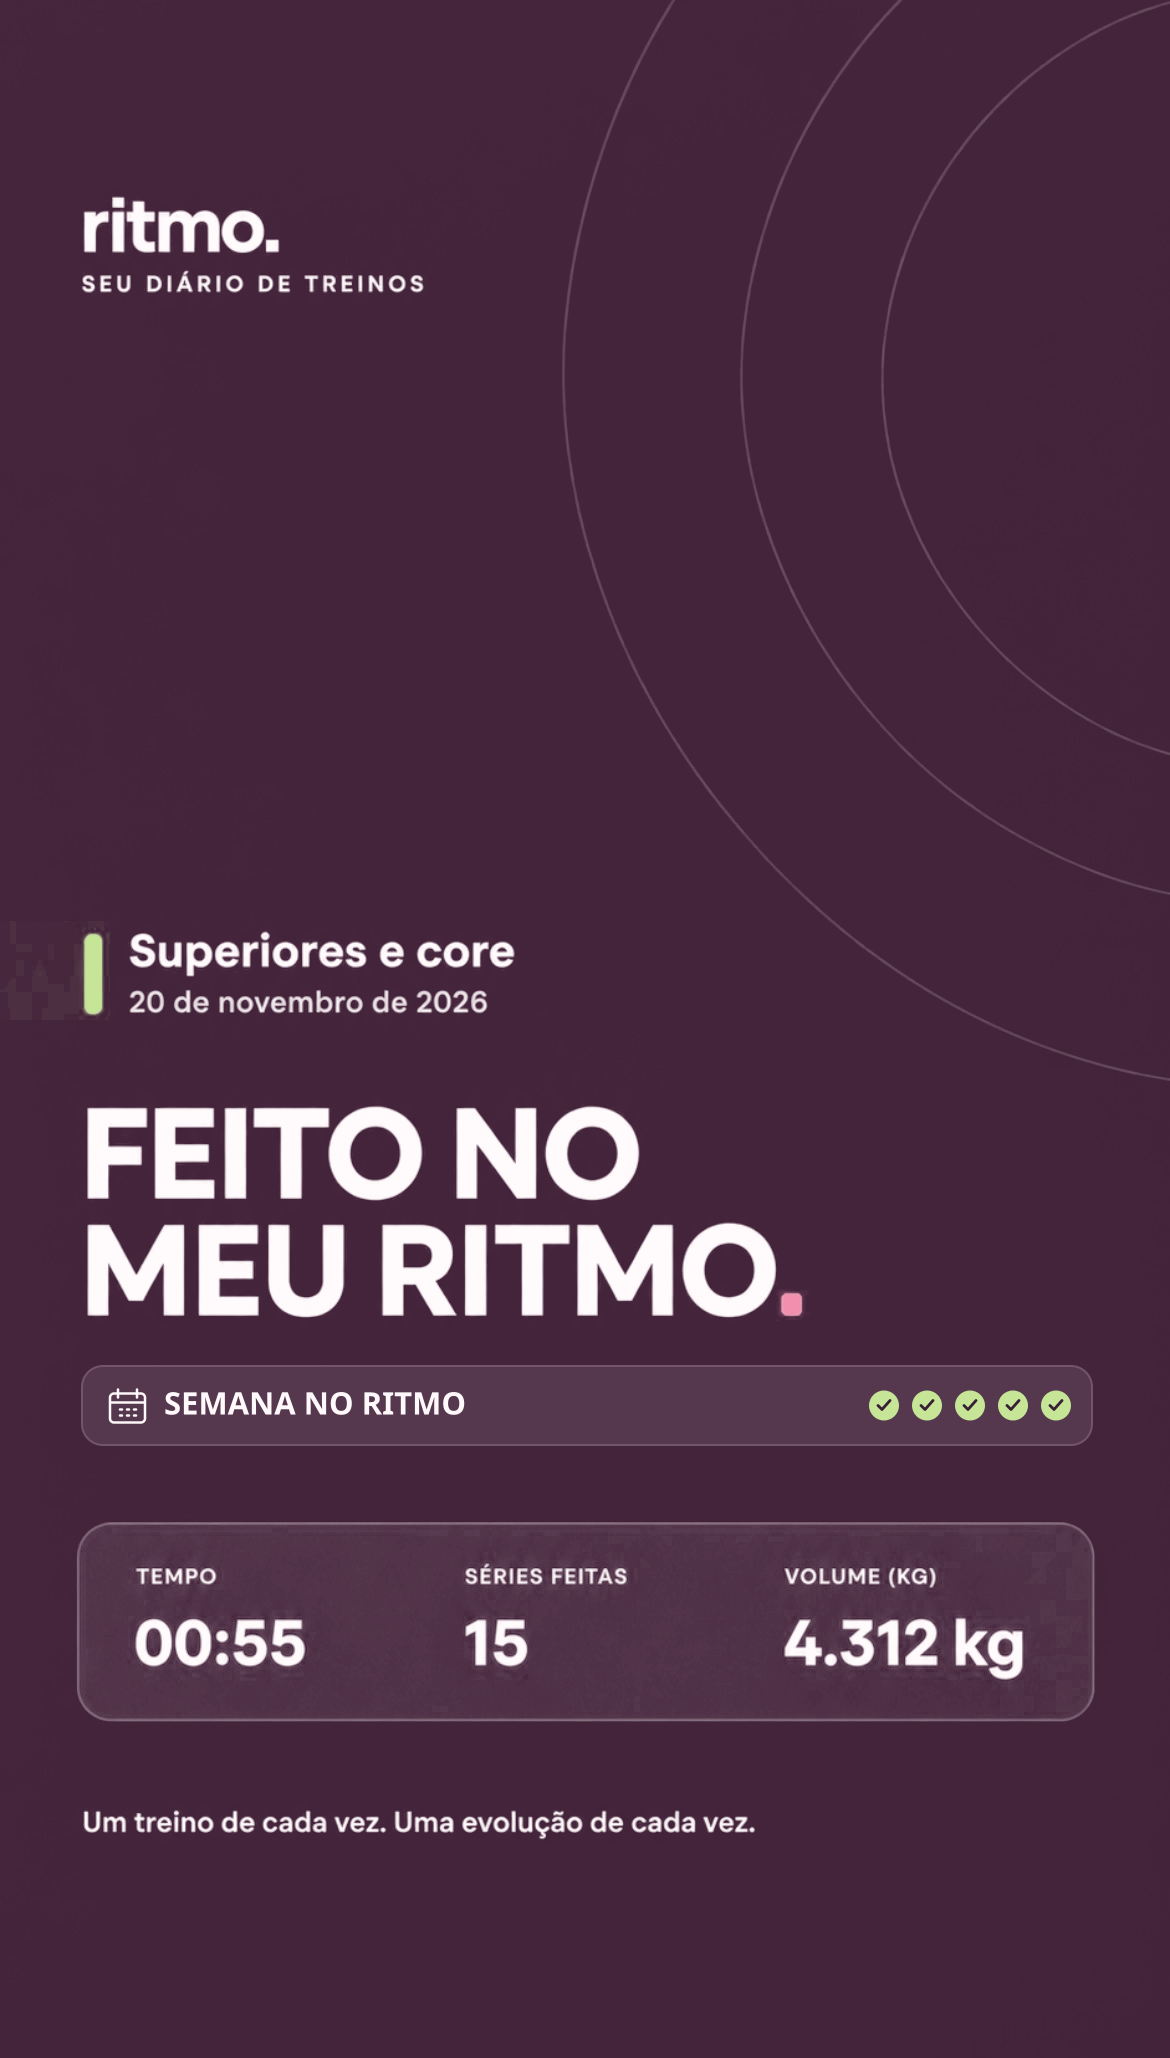 ritmo.
SEU DIÁRIO DE TREINOS
Superiores e core
20 de novembro de 2026
FEITO NO
MEU RITMO.
SEMANA NO RITMO
TEMPO SÉRIES FEITAS VOLUME (KG)
00:55 15 4.312 kg
Um treino de cada vez. Uma evolução de cada vez.